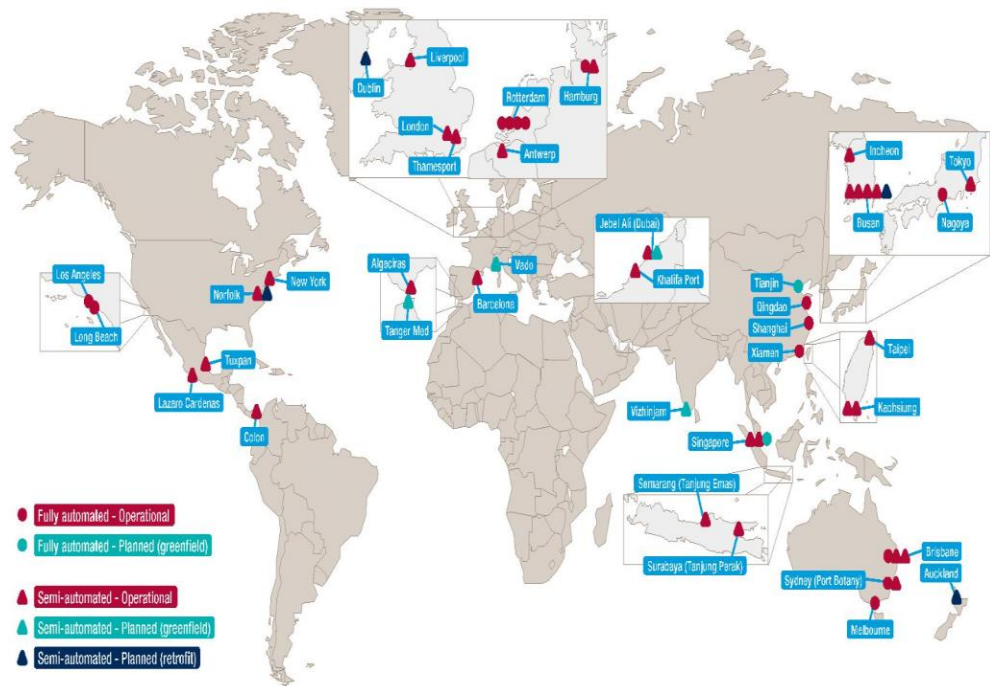 Dublin
Liverpool
London
Thamesport
Rotterdam
Antwerp
Hamburg
Incheon
Tokyo
Busan
Nagoya
Los Angeles
Long Beach
Norfolk
New York
Tuxpan
Lazaro Cardenas
Colon
Algeciras
Tanger Med
Vado
Barcelona
Jebel Ali (Dubai)
Khalifa Port
Tianjin
Qingdao
Shanghai
Xiamen
Taipei
Kaohsiung
Vizhinjam
Singapore
Semarang (Tanjung Emas)
Surabaya (Tanjung Perak)
Brisbane
Sydney (Port Botany)
Auckland
Melbourne
Fully automated - Operational
Fully automated - Planned (greenfield)
Semi-automated - Operational
Semi-automated - Planned (greenfield)
Semi-automated - Planned (retrofit)